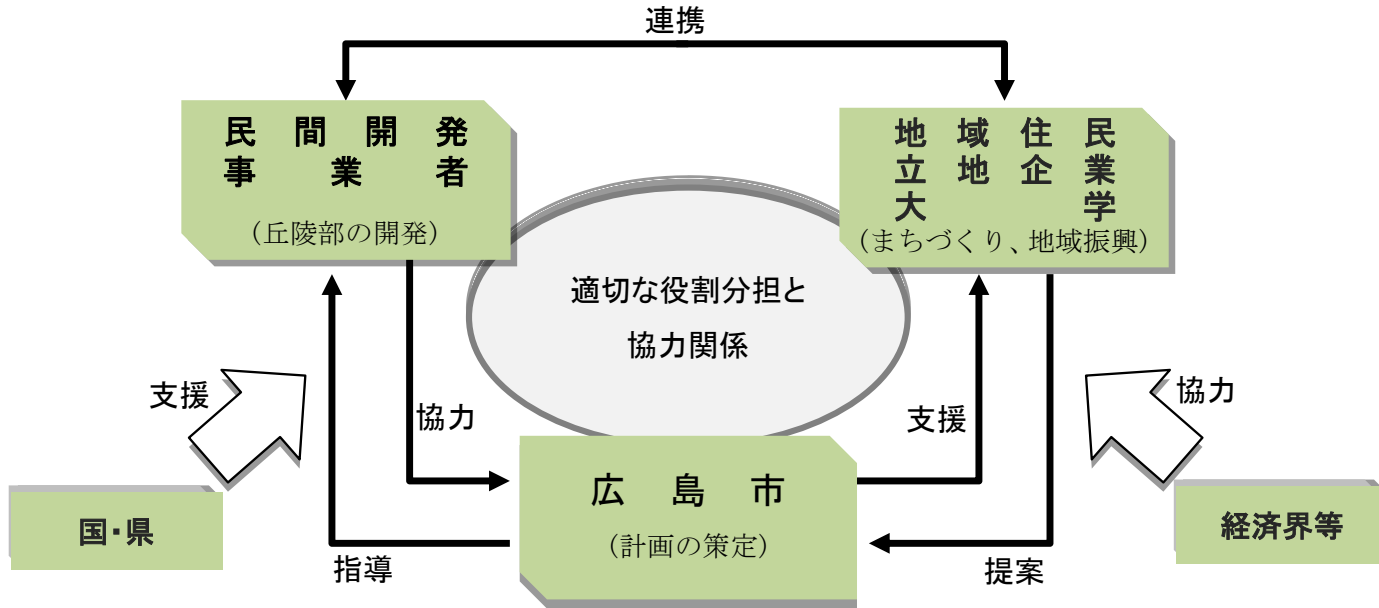 連携
民間開発
事業者
(丘陵部の開発)
地域住民
立地企業
大学
(まちづくり、地域振興)
適切な役割分担と
協力関係
支援
協力
支援
協力
広島市
(計画の策定)
国・県
経済界等
指導
提案